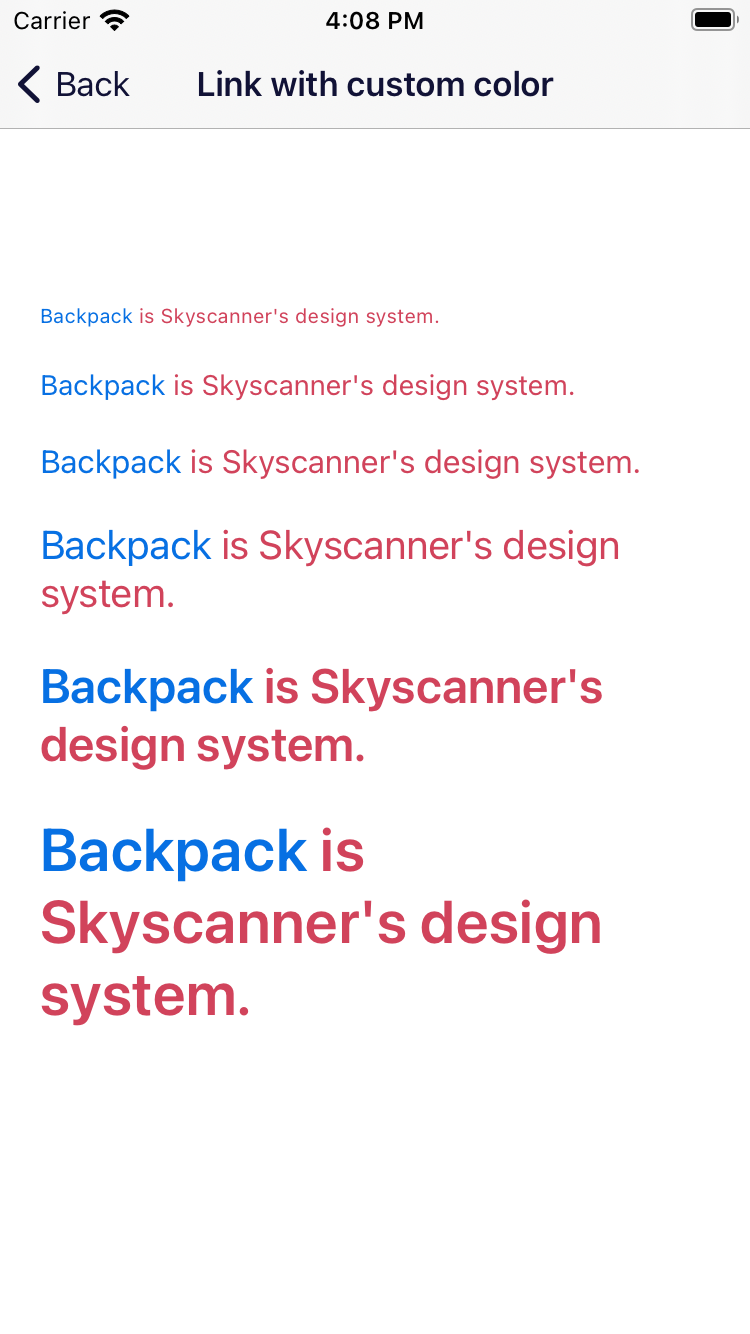 Carrier 4:08 PM
Back Link with custom color
Backpack is Skyscanner's design system.
Backpack is Skyscanner's design system.
Backpack is Skyscanner's design system.
Backpack is Skyscanner's design
system.
Backpack is Skyscanner's
design system.
Backpack is
Skyscanner's design
system.